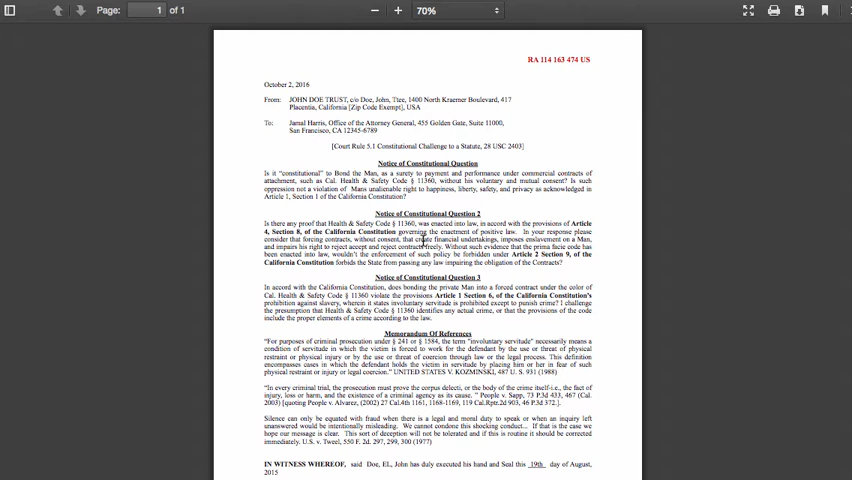 Page: 1 of 1
70%
RA 114 163 474 US
October 2, 2016
From: JOHN DOE TRUST, c/o Doe, John, Ttee, 1400 North Kraemer Boulevard, 417
Placentia, California [Zip Code Exempt], USA
To: Jamal Harris, Office of the Attorney General, 455 Golden Gate, Suite 11000,
San Francisco, CA 12345-6789
[Court Rule 5.1 Constitutional Challenge to a Statute, 28 USC 2403]
Notice of Constitutional Question
Is it "constitutional" to Bond the Man, as a surety to payment and performance under commercial contracts of
attachment, such as Cal. Health & Safety Code § 11360, without his voluntary and mutual consent? Is such
oppression not a violation of Mans unalienable right to happiness, liberty, safety, and privacy as acknowledged in
Article 1, Section 1 of the California Constitution?
Notice of Constitutional Question 2
Is there any proof that Health & Safety Code § 11360, was enacted into law, in accord with the provisions of Article
4, Section 8, of the California Constitution governing the enactment of positive law. In your response please
consider that forcing contracts, without consent, that create financial undertakings, imposes enslavement on a Man,
and impairs his right to reject accept and reject contracts freely. Without such evidence that the prima facie code has
been enacted into law, wouldn't the enforcement of such policy be forbidden under Article 2 Section 9, of the
California Constitution forbids the State from passing any law impairing the obligation of the Contracts?
Notice of Constitutional Question 3
In accord with the California Constitution, does bonding the private Man into a forced contract under the color of
Cal. Health & Safety Code § 11360 violate the provisions Article 1 Section 6, of the California Constitution's
prohibition against slavery, wherein it states involuntary servitude is prohibited except to punish crime? I challenge
the presumption that Health & Safety Code § 11360 identifies any actual crime, or that the provisions of the code
include the proper elements of a crime according to the law.
Memorandum Of References
"For purposes of criminal prosecution under § 241 or § 1584, the term "involuntary servitude" necessarily means a
condition of servitude in which the victim is forced to work for the defendant by the use or threat of physical
restraint or physical injury or by the use or threat of coercion through law or the legal process. This definition
encompasses cases in which the defendant holds the victim in servitude by placing him or her in fear of such
physical restraint or injury or legal coercion." UNITED STATES V. KOZMINSKI, 487 U. S. 931 (1988)
"In every criminal trial, the prosecution must prove the corpus delecti, or the body of the crime itself-i.e., the fact of
injury, loss or harm, and the existence of a criminal agency as its cause. " People v. Sapp, 73 P.3d 433, 467 (Cal.
2003) [quoting People v. Alvarez, (2002) 27 Cal.4th 1161, 1168-1169, 119 Cal.Rptr.2d 903, 46 P.3d 372.].
Silence can only be equated with fraud when there is a legal and moral duty to speak or when an inquiry left
unanswered would be intentionally misleading. We cannot condone this shocking conduct... If that is the case we
hope our message is clear. This sort of deception will not be tolerated and if this is routine it should be corrected
immediately. U.S. v. Tweel, 550 F. 2d. 297, 299, 300 (1977)
IN WITNESS WHEREOF, said Doe, EL, John has duly executed his hand and Seal this 19th day of August,
2015